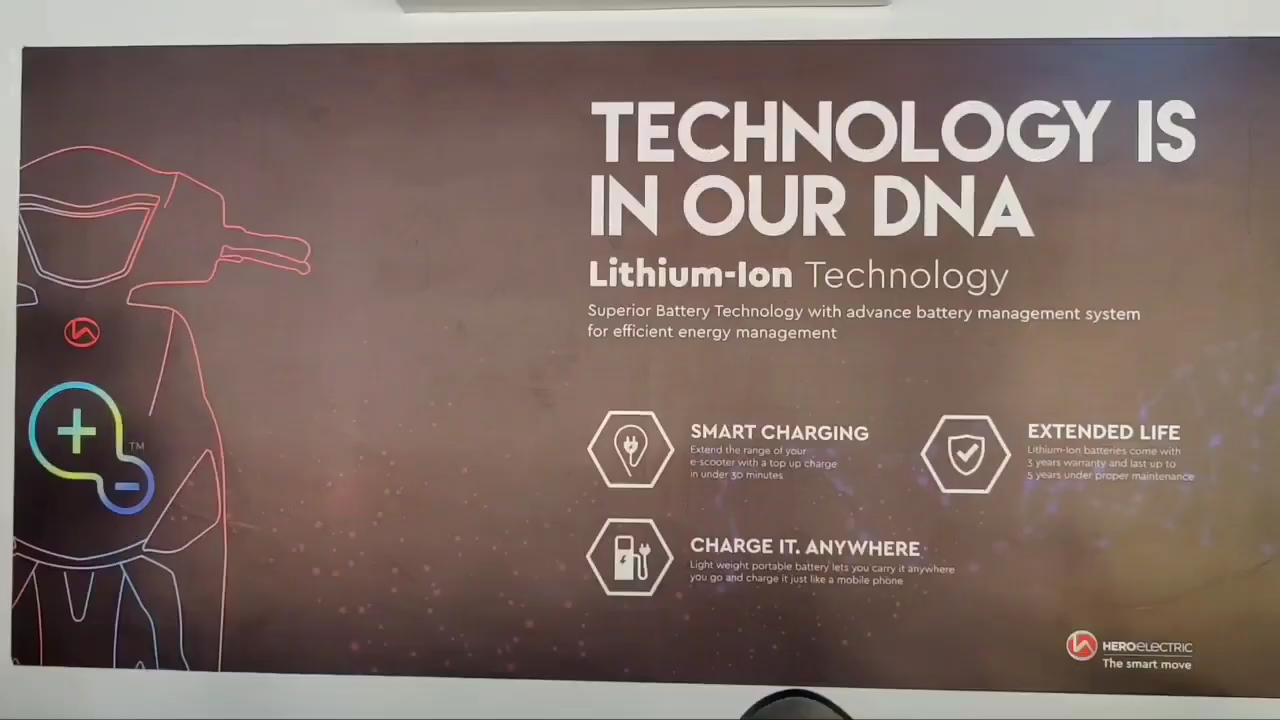 TECHNOLOGY IS
IN OUR DNA
Lithium-Ion Technology
Superior Battery Technology with advance battery management system
for efficient energy management
SMART CHARGING
Extend the range of your
e-scooter with a top up charge
in under 30 minutes
EXTENDED LIFE
Lithium-Ion batteries come with
3 years warranty and last up to
5 years under proper maintenance
CHARGE IT. ANYWHERE
Light weight portable battery lets you carry it anywhere
you go and charge it just like a mobile phone
TM
HERO ELECTRIC
The smart move